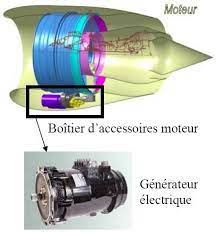 Moteur
Boîtier d'accessoires moteur
Générateur
électrique